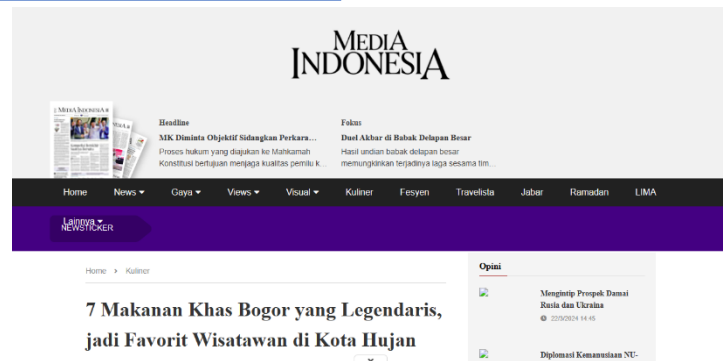 MEDIA
INDONESIA
Headline
MK Diminta Objektif Sidangkan Perkara...
Proses hukum yang diajukan ke Mahkamah
Konstitusi bertujuan menjaga kualitas pemilu k...
Fokus
Duel Akbar di Babak Delapan Besar
Hasil undian babak delapan besar
memungkinkan terjadinya laga sesama tim...
Home News Gaya Views Visual Kuliner Fesyen Travelista Jabar Ramadan LIMA
Lainnya
NEWSTICKER
Home > Kuliner
7 Makanan Khas Bogor yang Legendaris,
jadi Favorit Wisatawan di Kota Hujan
Opini
Mengintip Prospek Damai
Rusia dan Ukraina
22/3/2024 14:45
Diplomasi Kemanusiaan NU-